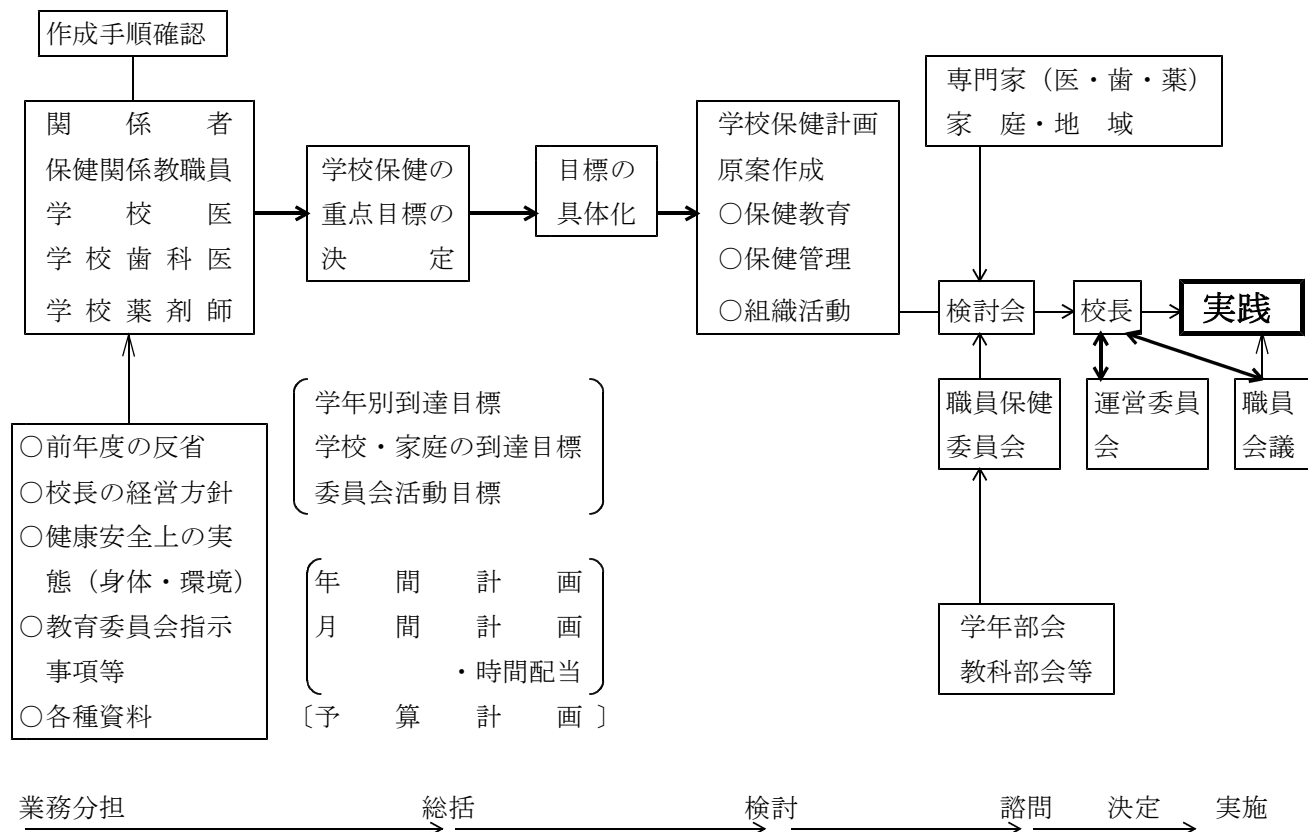 作成手順確認
関係者
保健関係教職員
学校医
学校歯科医
学校薬剤師
学校保健の
重点目標の
決定
目標の
具体化
学校保健計画
原案作成
○保健教育
○保健管理
○組織活動
専門家（医・歯・薬）
家庭・地域
検討会
校長
実践
職員保健
委員会
運営委員
会
職員
会議
学年部会
教科部会等
○前年度の反省
○校長の経営方針
○健康安全上の実
態（身体・環境）
○教育委員会指示
事項等
○各種資料
学年別到達目標
学校・家庭の到達目標
委員会活動目標
年間計画
月間計画
・時間配当
〔予算計画〕
業務分担 総括 検討 諮問 決定 実施